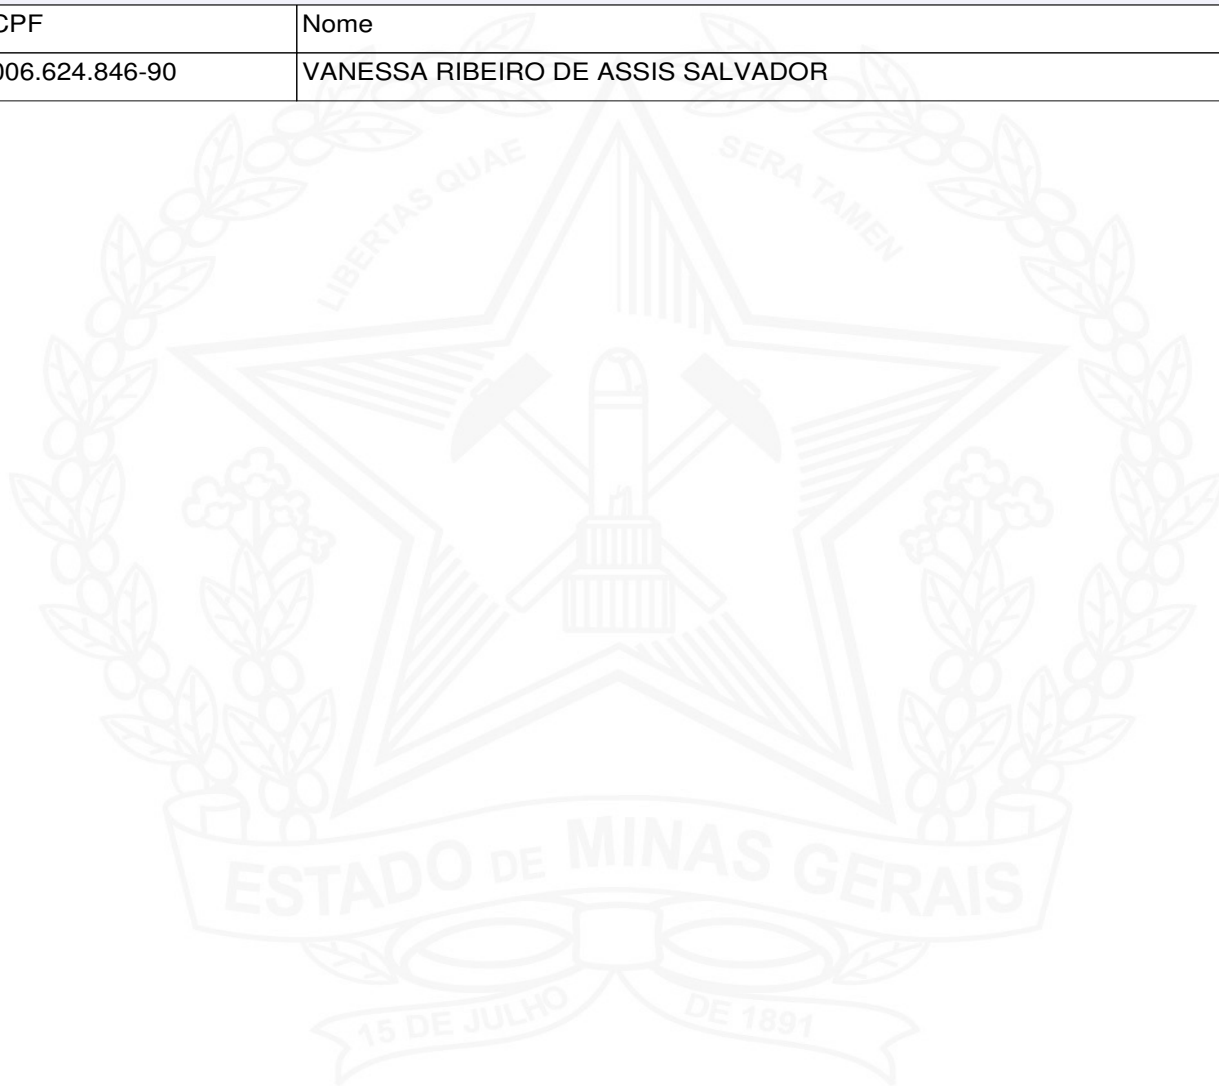 CPF Nome
006.624.846-90 VANESSA RIBEIRO DE ASSIS SALVADOR
LIBERTAS QUAE SERA TAMEN
ESTADO DE MINAS GERAIS
15 DE JULHO DE 1891